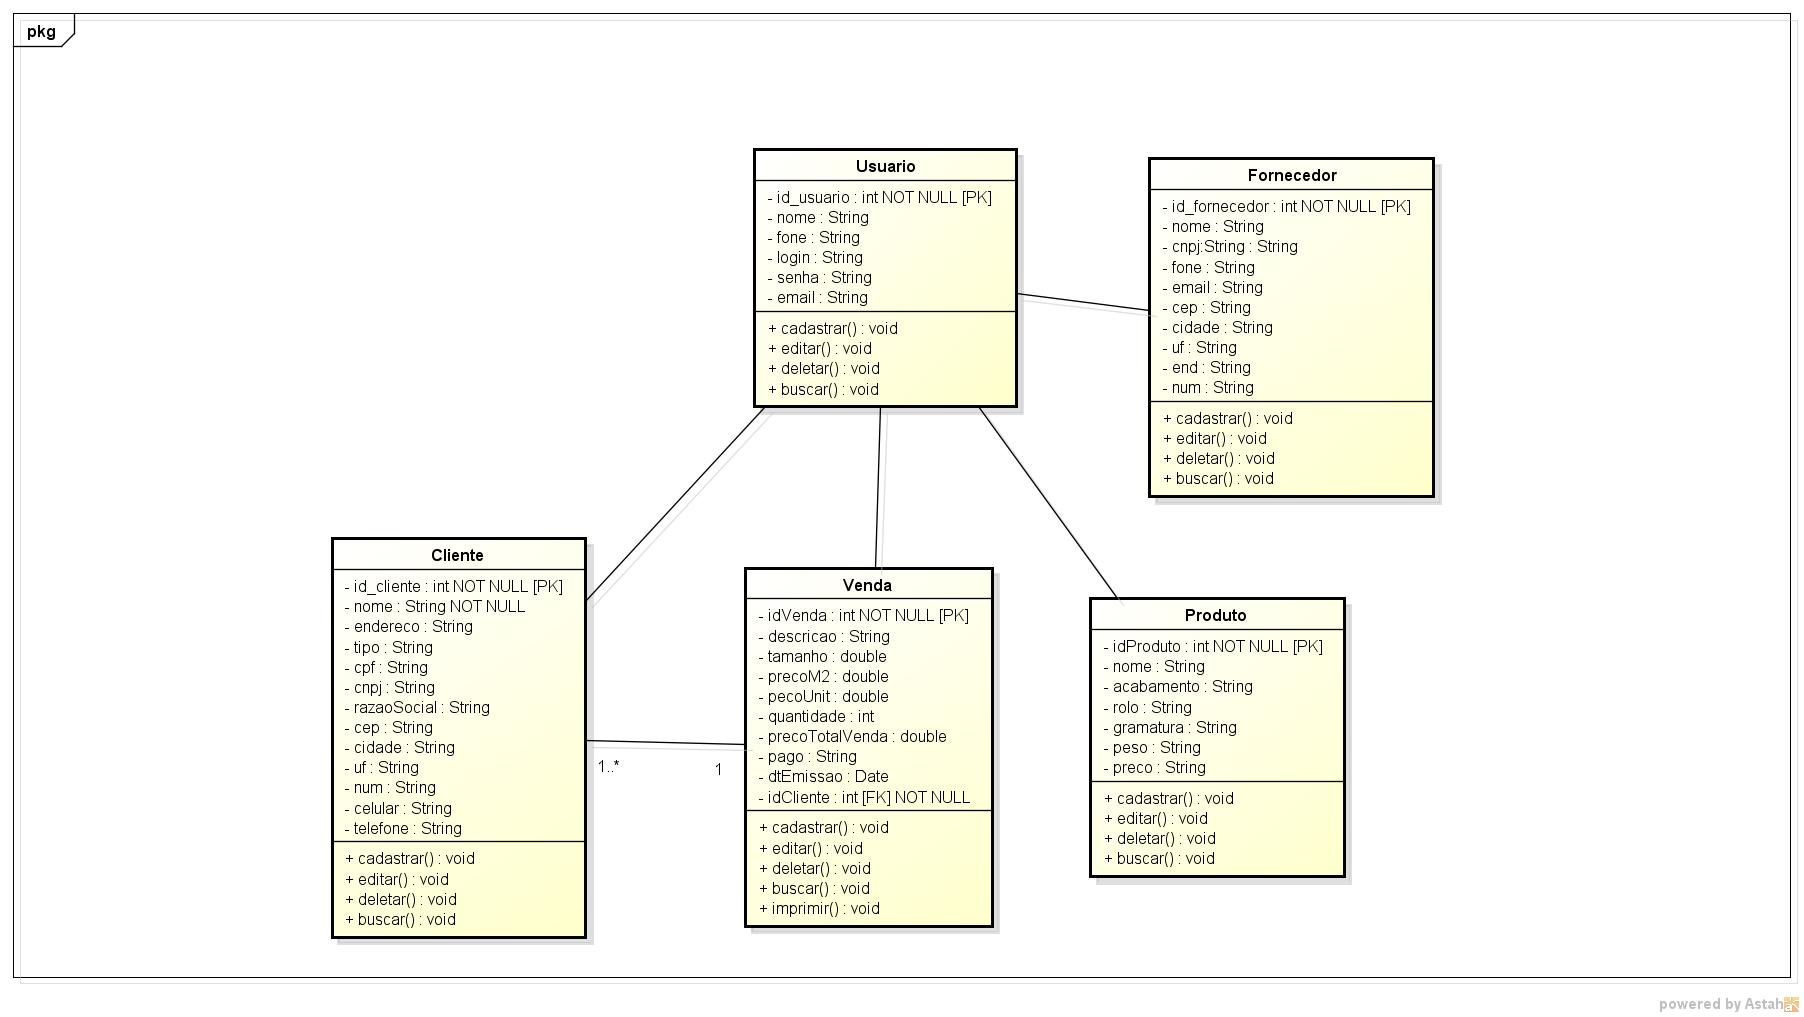 pkg
Usuario
- id_usuario : int NOT NULL [PK]
- nome : String
- fone : String
- login : String
- senha : String
- email : String
+ cadastrar() : void
+ editar() : void
+ deletar() : void
+ buscar() : void
Fornecedor
- id_fornecedor : int NOT NULL [PK]
- nome : String
- cnpj:String : String
- fone : String
- email : String
- cep : String
- cidade : String
- uf : String
- end : String
- num : String
+ cadastrar() : void
+ editar() : void
+ deletar() : void
+ buscar() : void
Cliente
- id_cliente : int NOT NULL [PK]
- nome : String NOT NULL
- endereco : String
- tipo : String
- cpf : String
- cnpj : String
- razaoSocial : String
- cep : String
- cidade : String
- uf : String
- num : String
- celular : String
- telefone : String
+ cadastrar() : void
+ editar() : void
+ deletar() : void
+ buscar() : void
1..*
1
Venda
- idVenda : int NOT NULL [PK]
- descricao : String
- tamanho : double
- precoM2 : double
- pecoUnit : double
- quantidade : int
- precoTotalVenda : double
- pago : String
- dtEmissao : Date
- idCliente : int [FK] NOT NULL
+ cadastrar() : void
+ editar() : void
+ deletar() : void
+ buscar() : void
+ imprimir() : void
Produto
- idProduto : int NOT NULL [PK]
- nome : String
- acabamento : String
- rolo : String
- gramatura : String
- peso : String
- preco : String
+ cadastrar() : void
+ editar() : void
+ deletar() : void
+ buscar() : void
powered by Astah